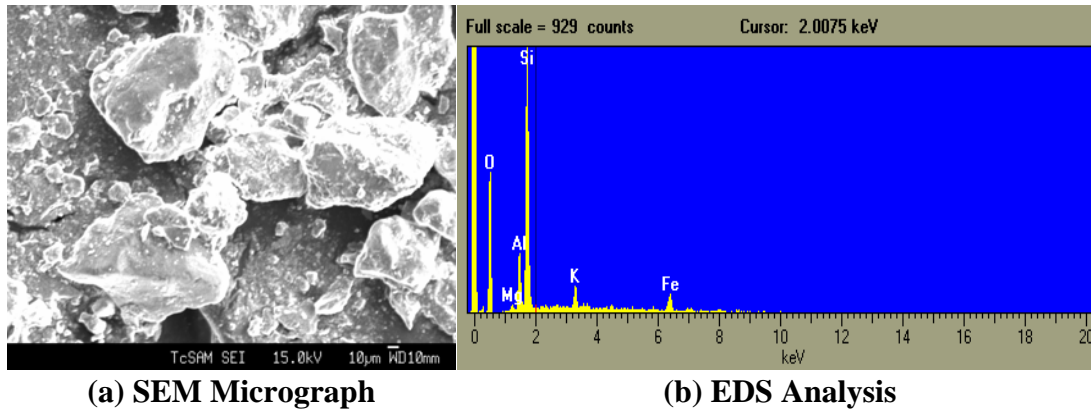 Full scale = 929 counts Cursor: 2.0075 keV
Si
O
Al
K
Fe
Mg
0 2 4 6 8 10 12 14 16 18 20
keV
TcSAM SEI 15.0kV 10μm WD10mm
(a) SEM Micrograph (b) EDS Analysis